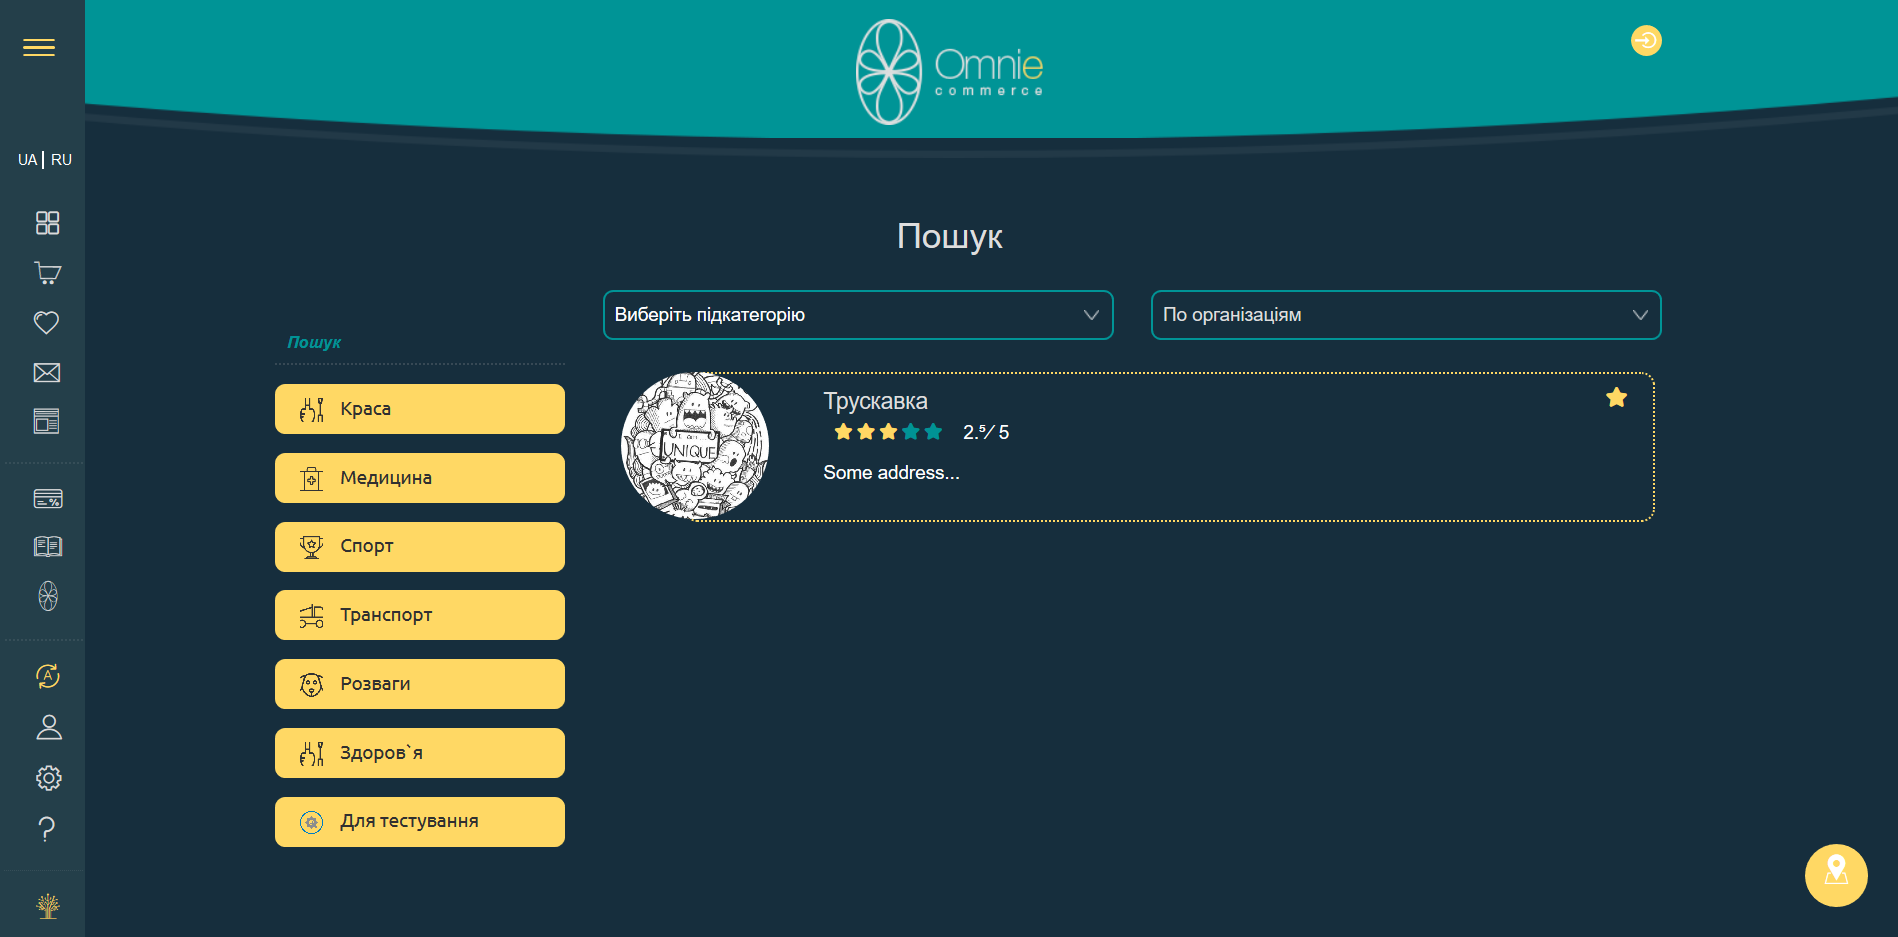 Omnie
commerce
UA | RU
Пошук
Виберіть підкатегорію
По організаціям
Пошук
Краса
Медицина
Спорт
Транспорт
Розваги
Здоров`я
Для тестування
UNIQUE
Трускавка
2.⁵⁄ 5
Some address...